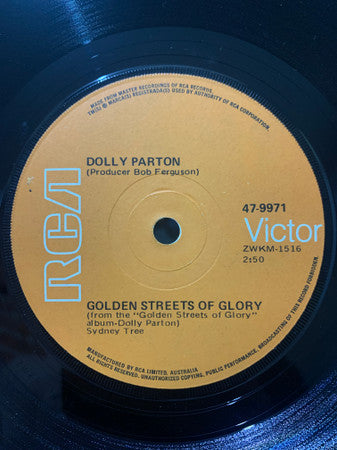 MADE FROM MASTER RECORDINGS OF RCA RECORDS.
TM(S) ® MARCA(S) REGISTRADA(S) USED BY AUTHORITY OF RCA CORPORATION
DOLLY PARTON
(Producer Bob Ferguson)
47-9971
RCA
Victor
ZWKM-1516
2:50
GOLDEN STREETS OF GLORY
(from the "Golden Streets of Glory"
album-Dolly Parton)
Sydney Tree
MANUFACTURED BY RCA LIMITED, AUSTRALIA
ALL RIGHTS RESERVED. UNAUTHORIZED COPYING, PUBLIC PERFORMANCE, BROADCASTING OF THIS RECORD FORBIDDEN